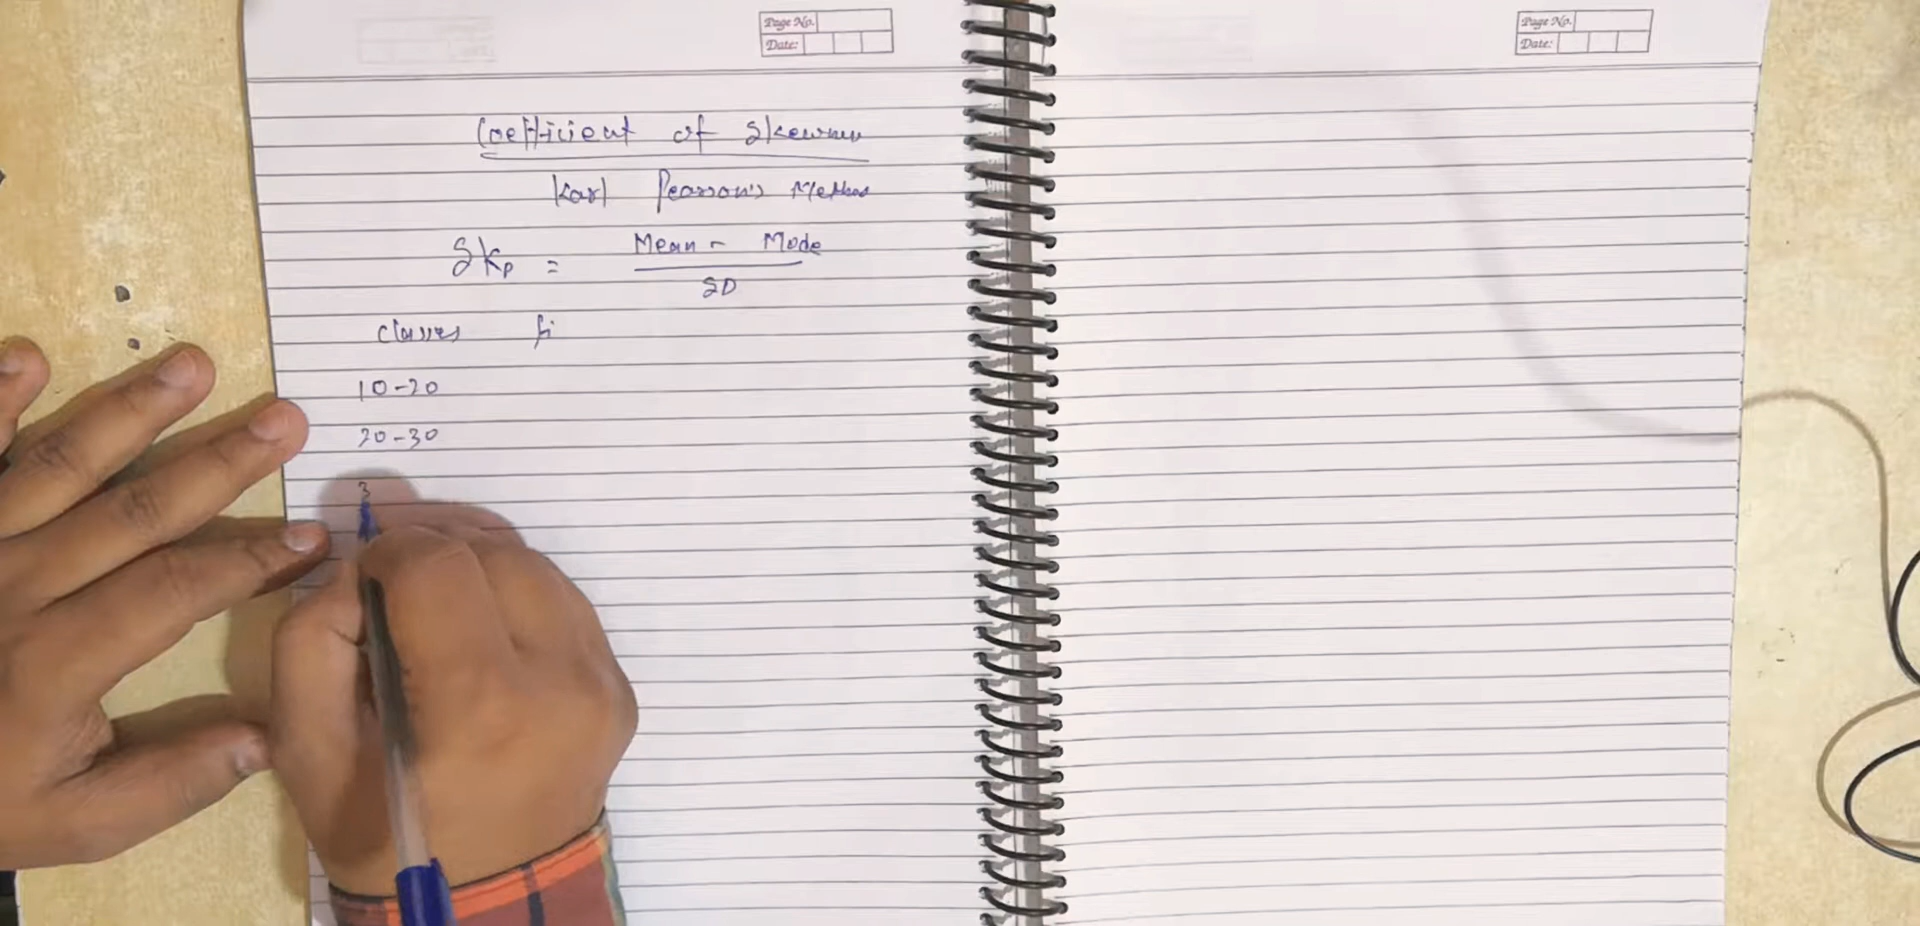 Page No.
Date:
Page No.
Date:
Coefficient of Skewness
Karl Pearson's Method
SKp = Mean - Mode
SD
Classes fi
10-20
20-30
3